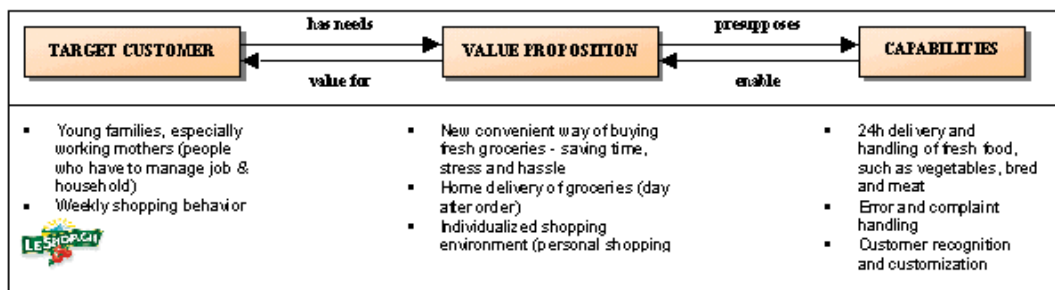 has needs
presupposes
TARGET CUSTOMER
VALUE PROPOSITION
CAPABILITIES
value for
enable
Young families, especially
working mothers (people
who have to manage job &
household)
Weekly shopping behavior
LESHOP.CH
New convenient way of buying
fresh groceries - saving time,
stress and hassle
Home delivery of groceries (day
after order)
Individualized shopping
environment (personal shopping
24h delivery and
handling of fresh food,
such as vegetables, bred
and meat
Error and complaint
handling
Customer recognition
and customization